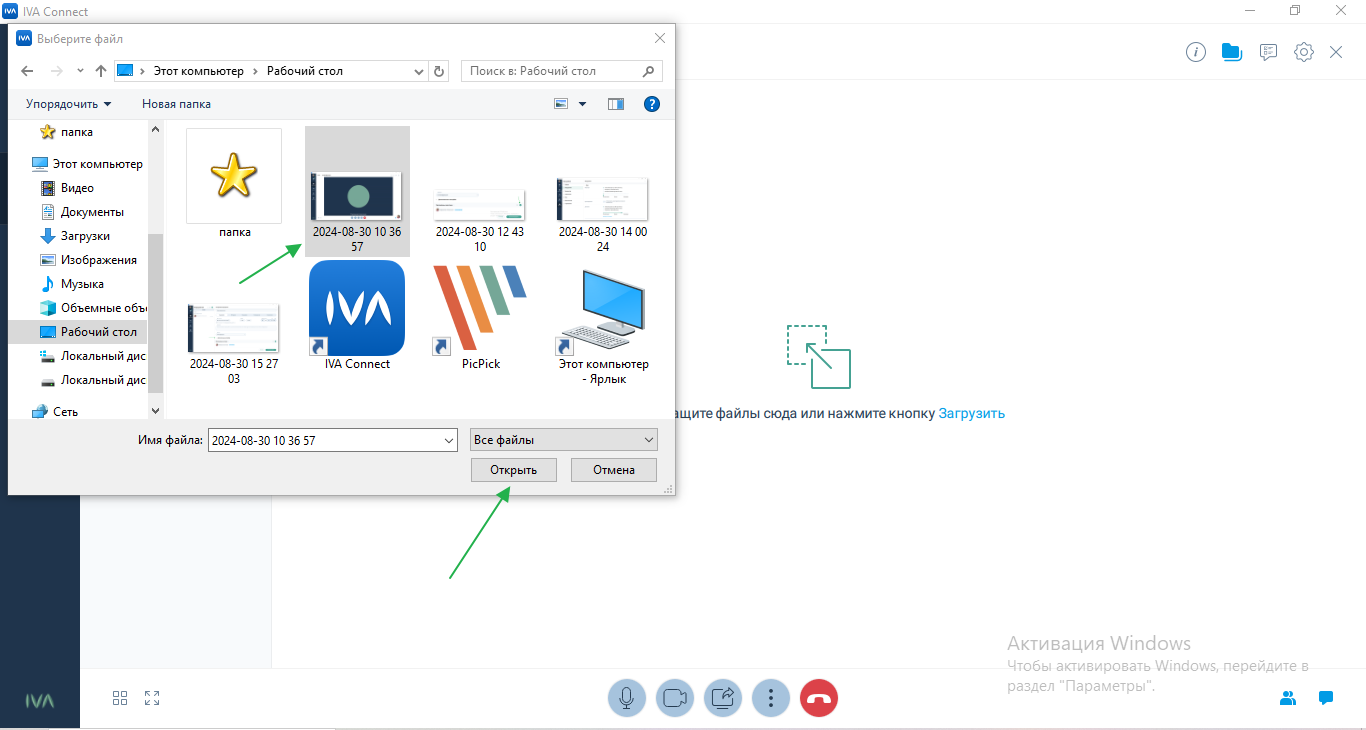 IVA Connect
Выберите файл
Этот компьютер
Рабочий стол
Поиск в: Рабочий стол
Упорядочить
Новая папка
папка
Этот компьютер
Видео
Документы
Загрузки
Изображения
Музыка
Объемные объ
Рабочий стол
Локальный дис
Локальный дис
Сеть
папка
2024-08-30 10 36
57
2024-08-30 12 43
10
2024-08-30 14 00
24
2024-08-30 15 27
03
IVA
IVA Connect
PicPick
Этот компьютер
- Ярлык
Имя файла:
2024-08-30 10 36 57
Все файлы
Открыть
Отмена
ащите файлы сюда или нажмите кнопку Загрузить
Активация Windows
Чтобы активировать Windows, перейдите в
раздел "Параметры".
IVA